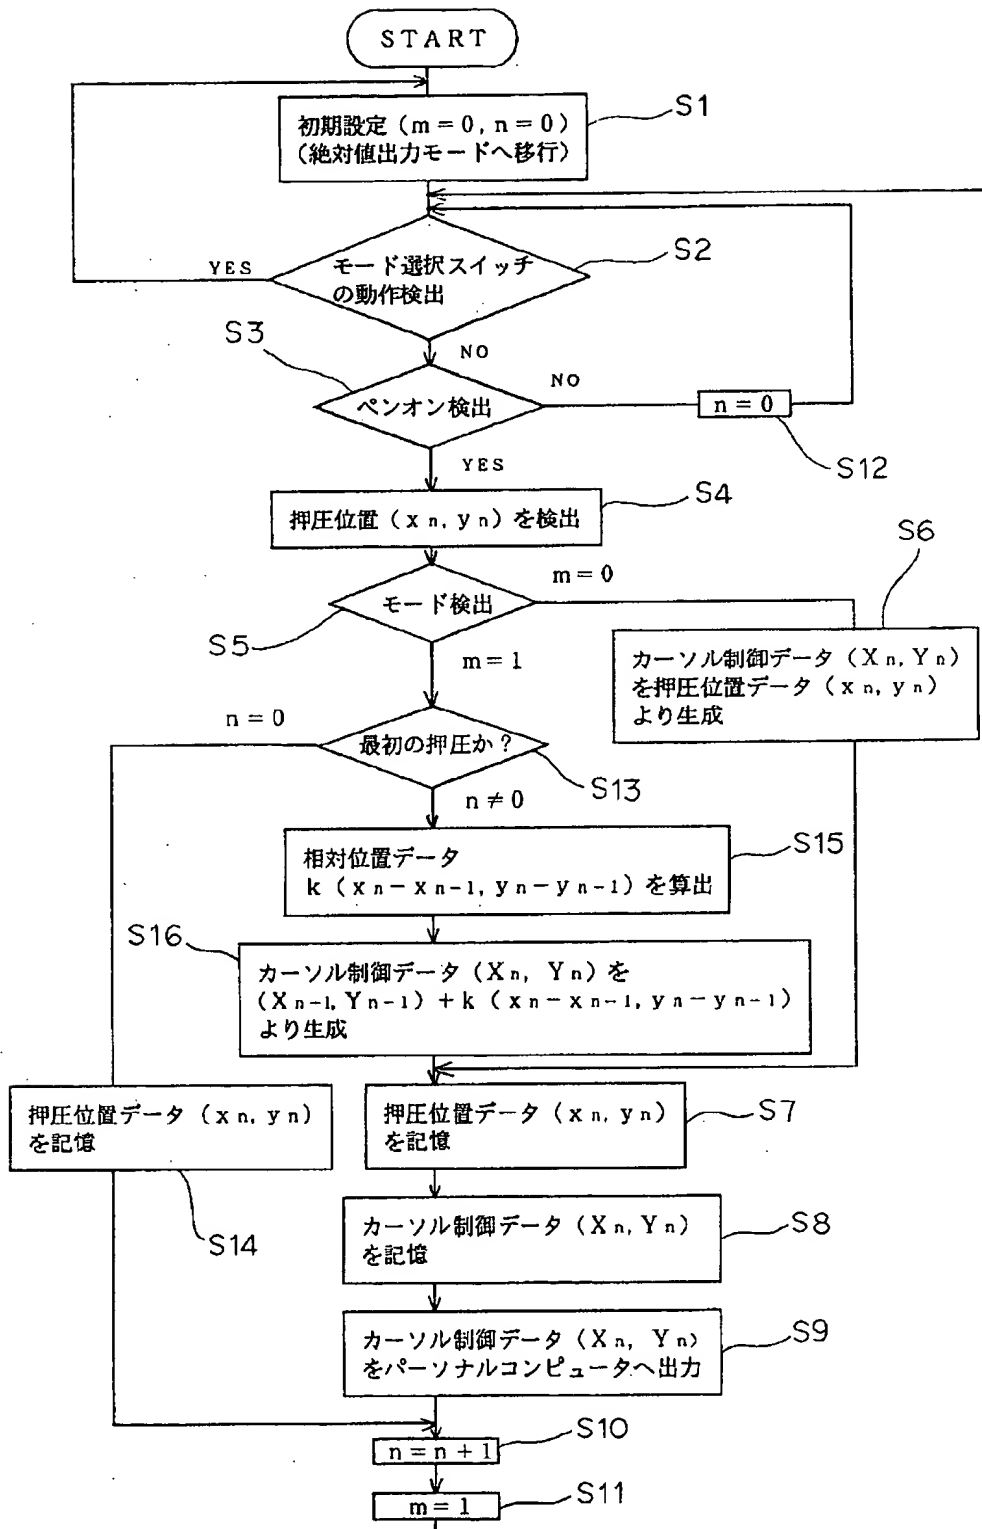 START
初期設定(m=0,n=0)
(絶対値出力モードへ移行)
S1
モード選択スイッチ
の動作検出
S2
YES
NO
S3
ペンオン検出
NO
n=0
S12
YES
S4
押圧位置(xn,yn)を検出
モード検出
S5
m=0
S6
カーソル制御データ(Xn,Yn)
を押圧位置データ(xn,yn)
より生成
m=1
n=0
最初の押圧か?
S13
n≠0
S15
相対位置データ
k(xn-xn-1,yn-yn-1)を算出
S16
カーソル制御データ(Xn,Yn)を
(Xn-1,Yn-1)+k(xn-xn-1,yn-yn-1)
より生成
押圧位置データ(xn,yn)
を記憶
S14
押圧位置データ(xn,yn)
を記憶
S7
カーソル制御データ(Xn,Yn)
を記憶
S8
カーソル制御データ(Xn,Yn)
をパーソナルコンピュータへ出力
S9
n=n+1
S10
m=1
S11